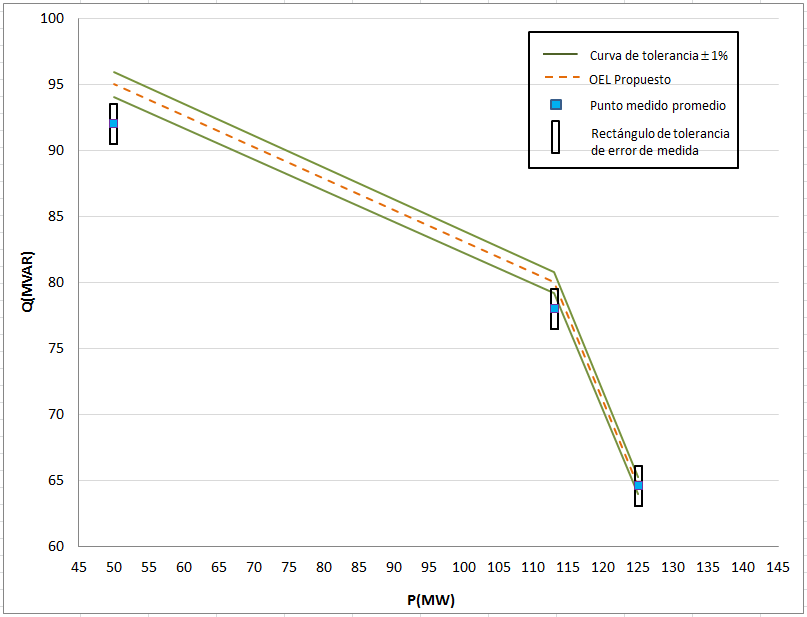 100
95
90
85
80
75
70
65
60
Q(MVAR)
Curva de tolerancia ± 1%
OEL Propuesto
Punto medido promedio
Rectángulo de tolerancia
de error de medida
45 50 55 60 65 70 75 80 85 90 95 100 105 110 115 120 125 130 135 140 145
P(MW)